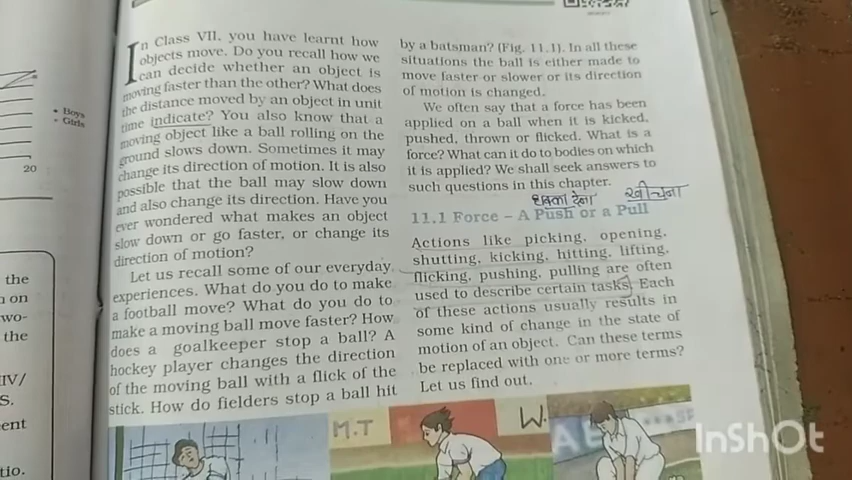 In Class VII, you have learnt how
objects move. Do you recall how we
can decide whether an object is
moving faster than the other? What does
the distance moved by an object in unit
time indicate? You also know that a
moving object like a ball rolling on the
ground slows down. Sometimes it may
change its direction of motion. It is also
possible that the ball may slow down
and also change its direction. Have you
ever wondered what makes an object
slow down or go faster, or change its
direction of motion?
Let us recall some of our everyday
experiences. What do you do to make
a football move? What do you do to
make a moving ball move faster? How
does a goalkeeper stop a ball? A
hockey player changes the direction
of the moving ball with a flick of the
stick. How do fielders stop a ball hit
by a batsman? (Fig. 11.1). In all these
situations the ball is either made to
move faster or slower or its direction
of motion is changed.
We often say that a force has been
applied on a ball when it is kicked,
pushed, thrown or flicked. What is a
force? What can it do to bodies on which
it is applied? We shall seek answers to
such questions in this chapter.
धक्का देना खींचना
11.1 Force – A Push or a Pull
Actions like picking, opening,
shutting, kicking, hitting, lifting,
flicking, pushing, pulling are often
used to describe certain tasks. Each
of these actions usually results in
some kind of change in the state of
motion of an object. Can these terms
be replaced with one or more terms?
Let us find out.
M.T W.
• Boys
• Girls
20
the
n on
wo-
the
IV/
S.
ent
tio.
InShOt